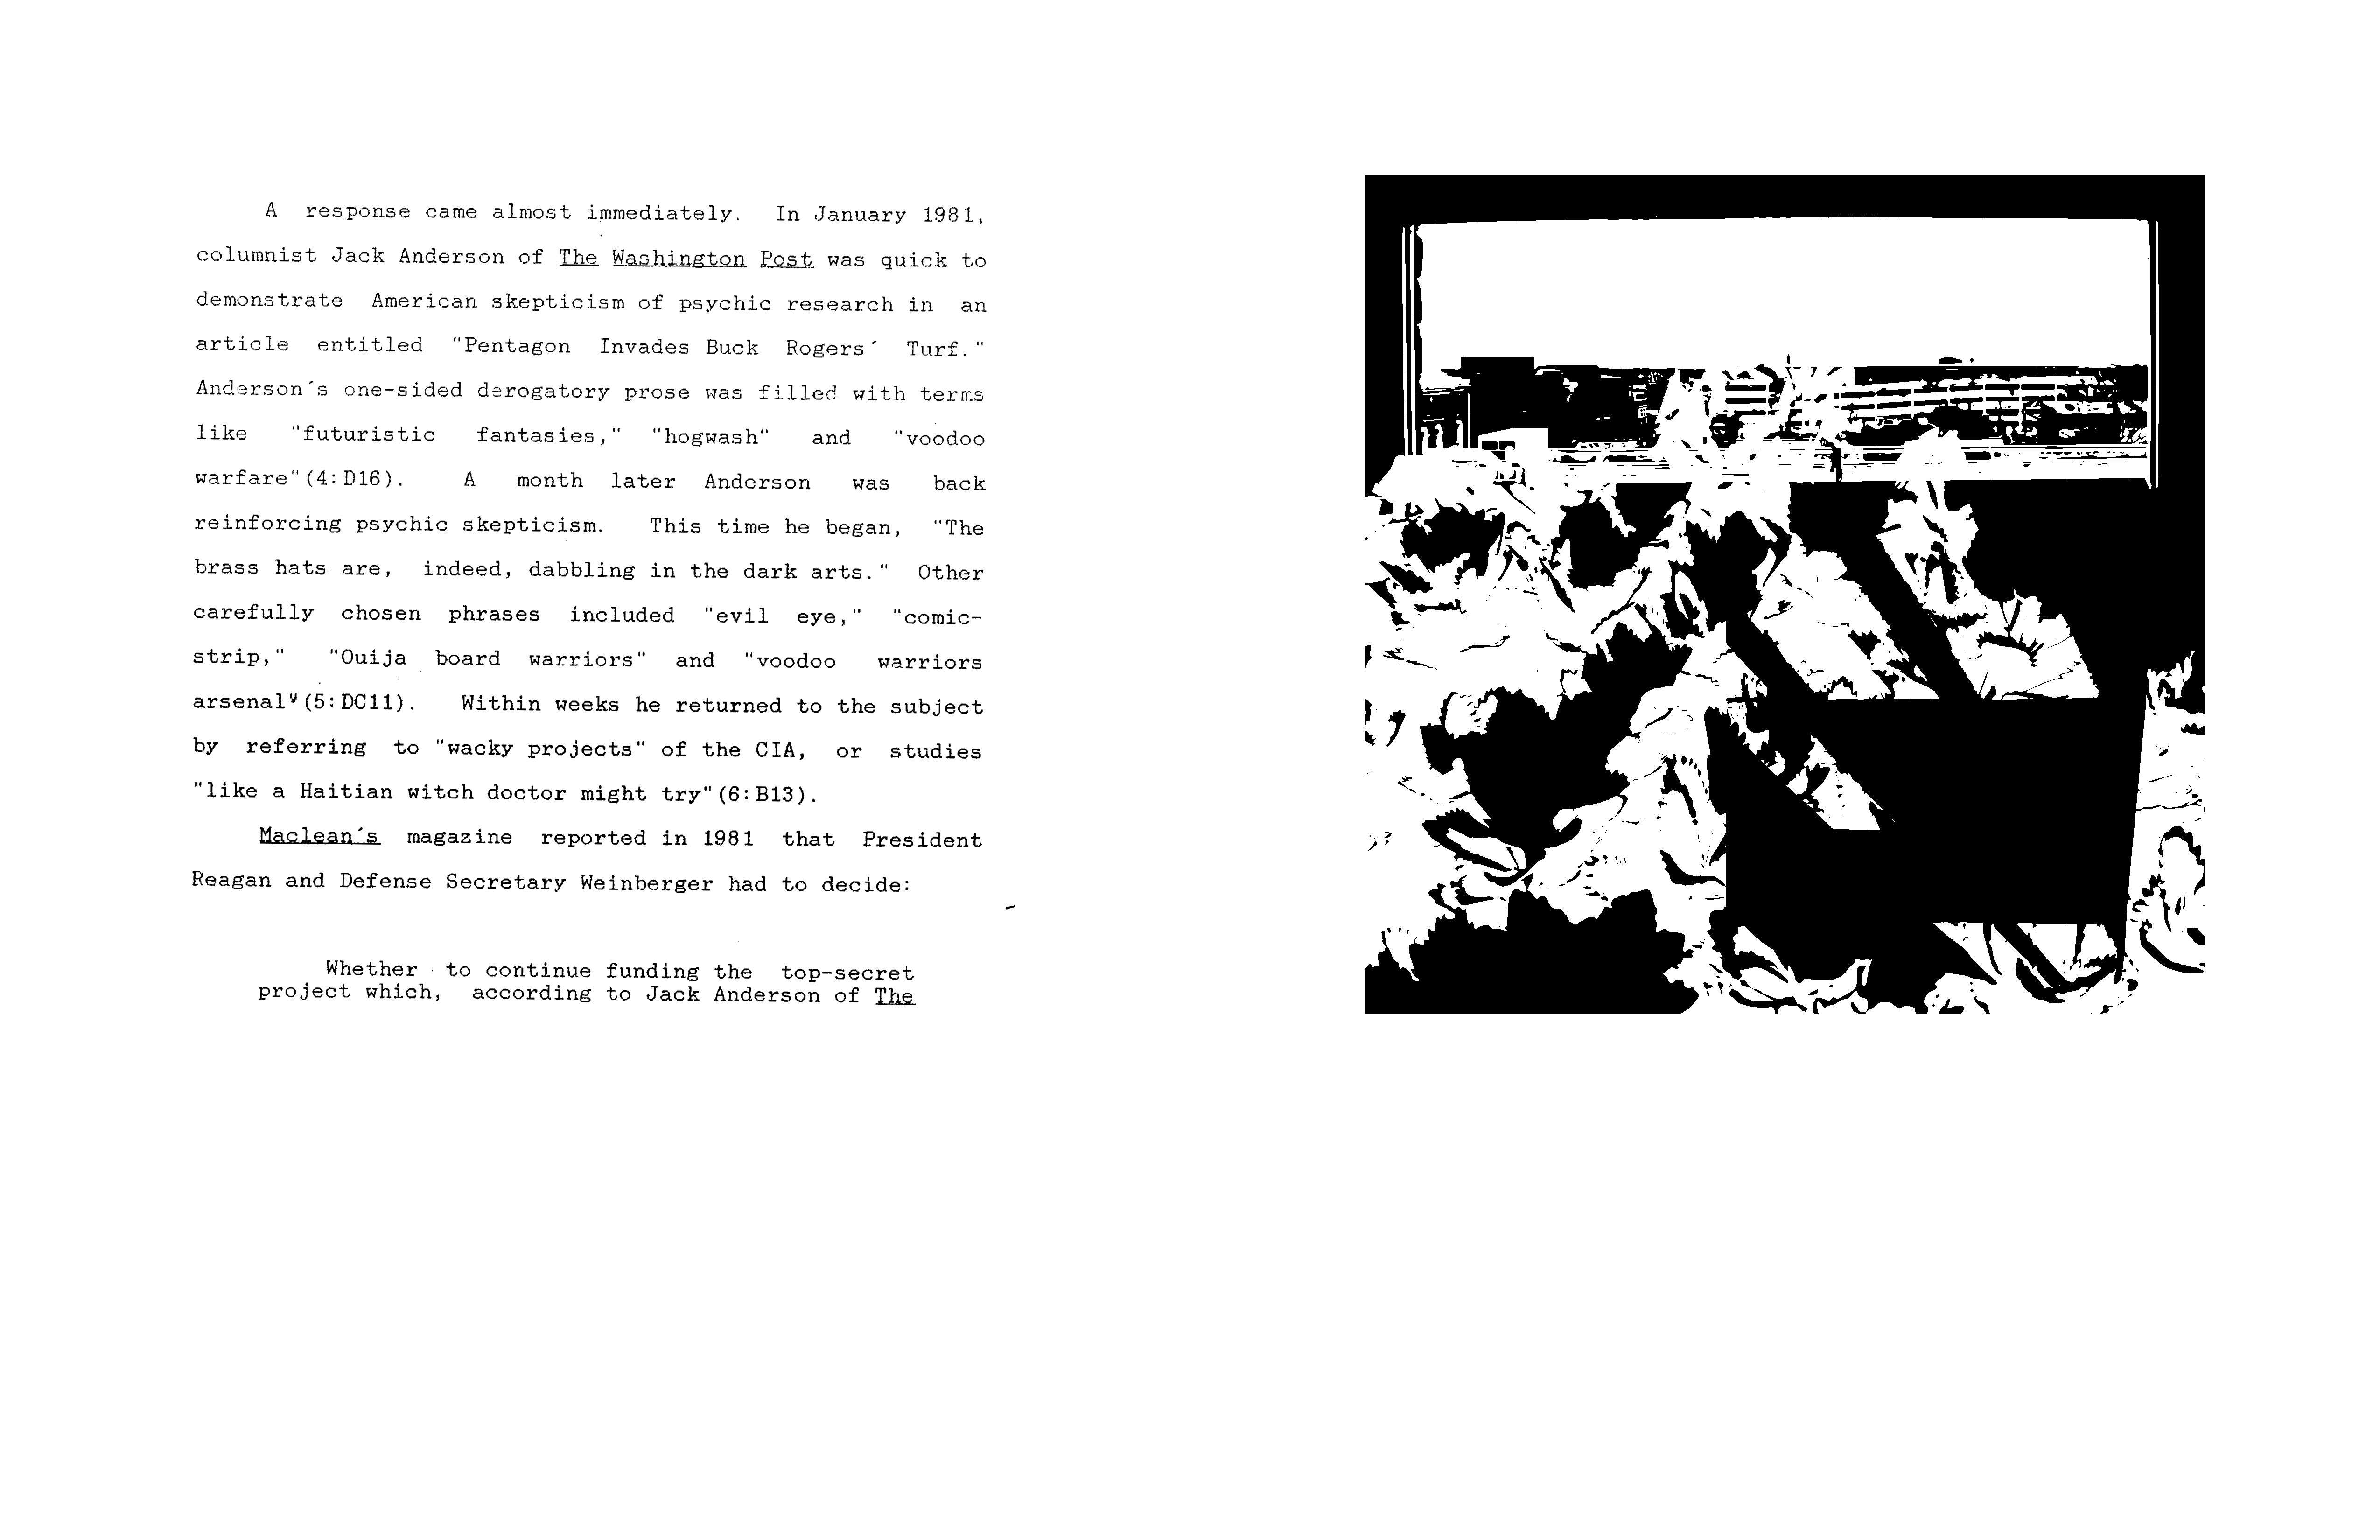 A response came almost immediately. In January 1981,
columnist Jack Anderson of The Washington Post was quick to
demonstrate American skepticism of psychic research in an
article entitled "Pentagon Invades Buck Rogers´ Turf."
Anderson´s one-sided derogatory prose was filled with terms
like "futuristic fantasies," "hogwash" and "voodoo
warfare"(4:D16). A month later Anderson was back
reinforcing psychic skepticism. This time he began, "The
brass hats are, indeed, dabbling in the dark arts." Other
carefully chosen phrases included "evil eye," "comic-
strip," "Ouija board warriors" and "voodoo warriors
arsenal"(5:DC11). Within weeks he returned to the subject
by referring to "wacky projects" of the CIA, or studies
"like a Haitian witch doctor might try"(6:B13).
Maclean´s magazine reported in 1981 that President
Reagan and Defense Secretary Weinberger had to decide:
Whether to continue funding the top-secret
project which, according to Jack Anderson of The